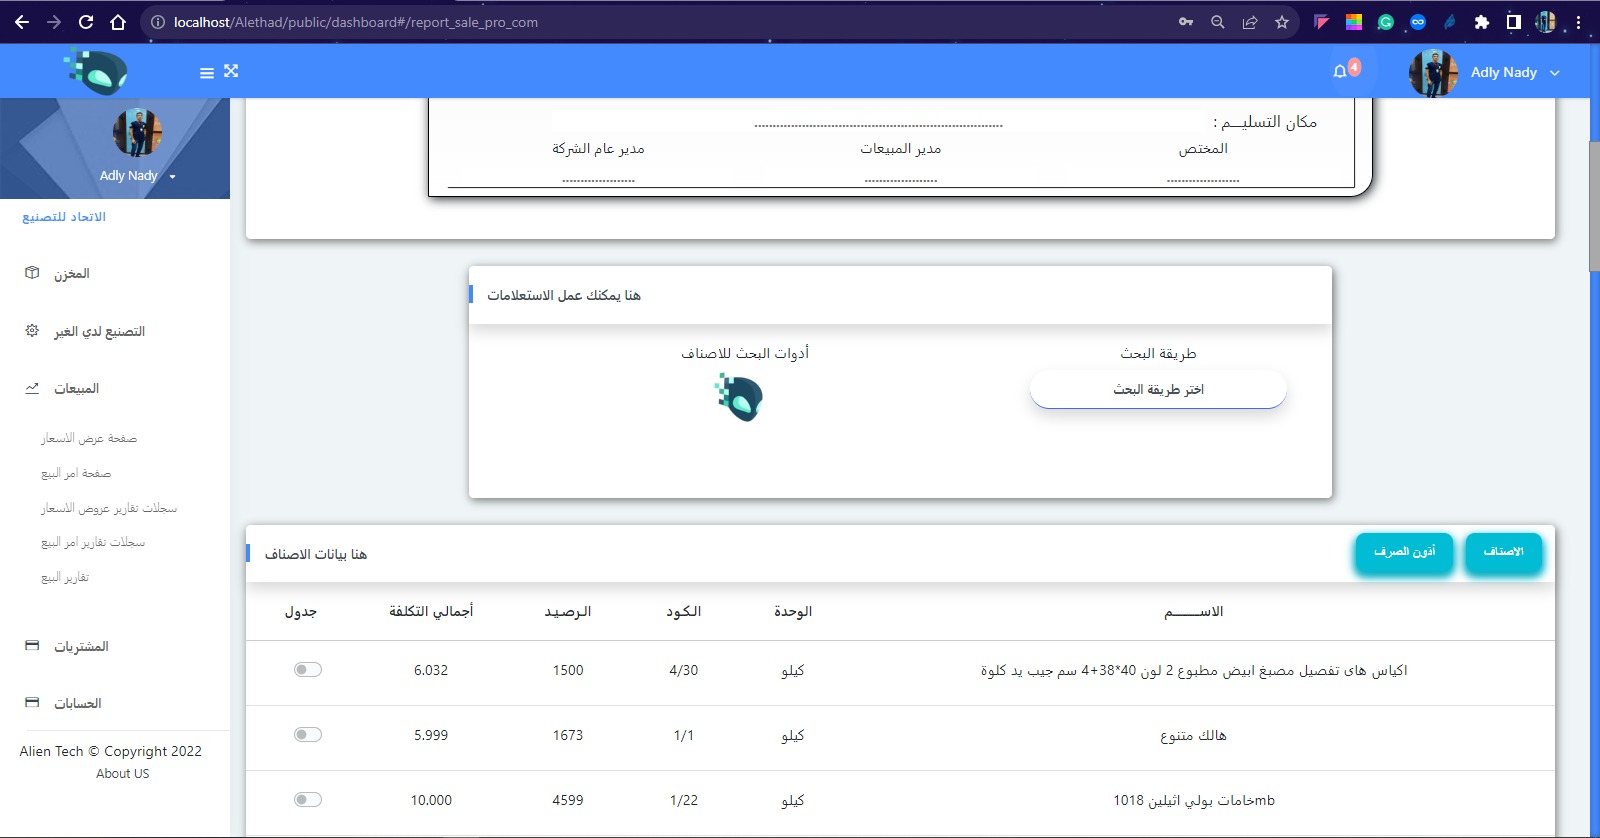 localhost/Alethad/public/dashboard#/report_sale_pro_com
4
Adly Nady
Adly Nady
الاتحاد للتصنيع
المخزن
التصنيع لدي الغير
المبيعات
صفحة عرض الاسعار
صفحة امر البيع
سجلات تقارير عروض الاسعار
سجلات تقارير امر البيع
تقارير البيع
المشتريات
الحسابات
Alien Tech © Copyright 2022
About US
مكان التسليـــم : ....................................................................
المختص مدير المبيعات مدير عام الشركة
.................... .................... ....................
هنا يمكنك عمل الاستعلامات
طريقة البحث أدوات البحث للاصناف
اختر طريقة البحث
هنا بيانات الاصناف
الاصناف أذون الصرف
الاســــــم الوحدة الـكـود الـرصـيـد أجمالي التكلفة جدول
اكياس هاى تفصيل مصبغ ابيض مطبوع 2 لون 40*38+4 سم جيب يد كلوة كيلو 4/30 1500 6.032
هالك متنوع كيلو 1/1 1673 5.999
خامات بولي اثيلين 1018mb كيلو 1/22 4599 10.000